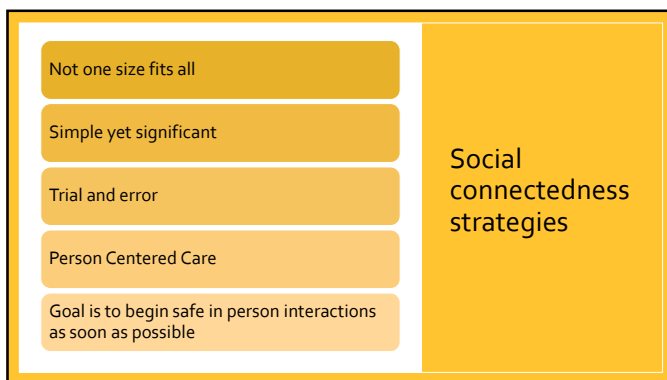 Not one size fits all
Simple yet significant
Trial and error
Person Centered Care
Goal is to begin safe in person interactions
as soon as possible
Social
connectedness
strategies